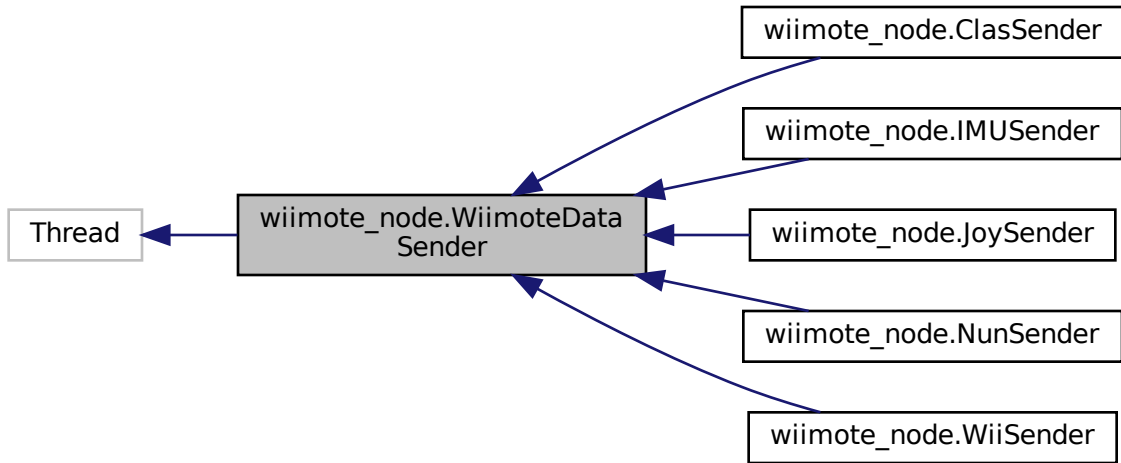 Thread
wiimote_node.WiimoteData
Sender
wiimote_node.ClasSender
wiimote_node.IMUSender
wiimote_node.JoySender
wiimote_node.NunSender
wiimote_node.WiiSender